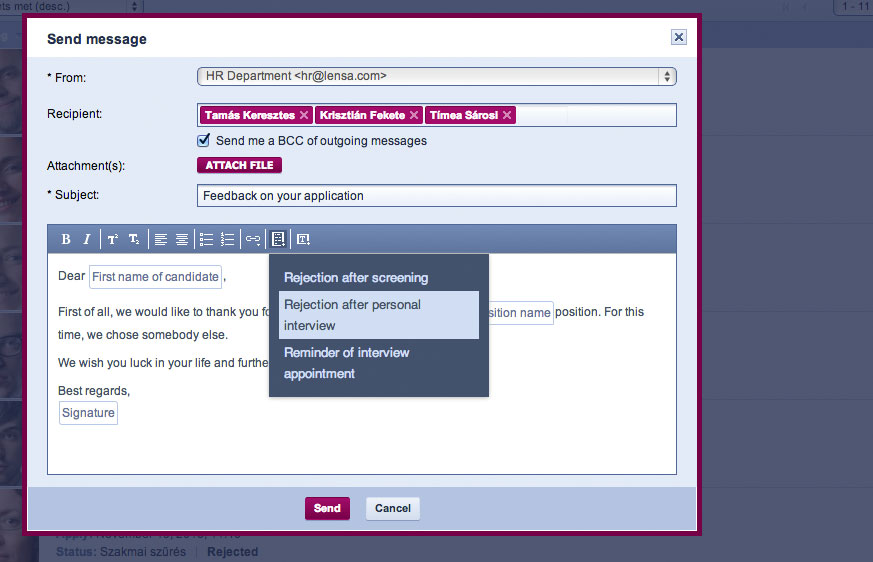 ts met (desc.)
1 - 11
Send message
* From:
HR Department <hr@lensa.com>
Recipient:
Tamás Keresztes
Krisztián Fekete
Tímea Sárosi
Send me a BCC of outgoing messages
Attachment(s):
ATTACH FILE
* Subject:
Feedback on your application
B I T² T₂
Dear First name of candidate ,
Rejection after screening
Rejection after personal
interview
Reminder of interview
appointment
First of all, we would like to thank you fo
sition name position. For this
time, we chose somebody else.
We wish you luck in your life and furthe
Best regards,
Signature
Send
Cancel
Status: Szakmai szűrés | Rejected